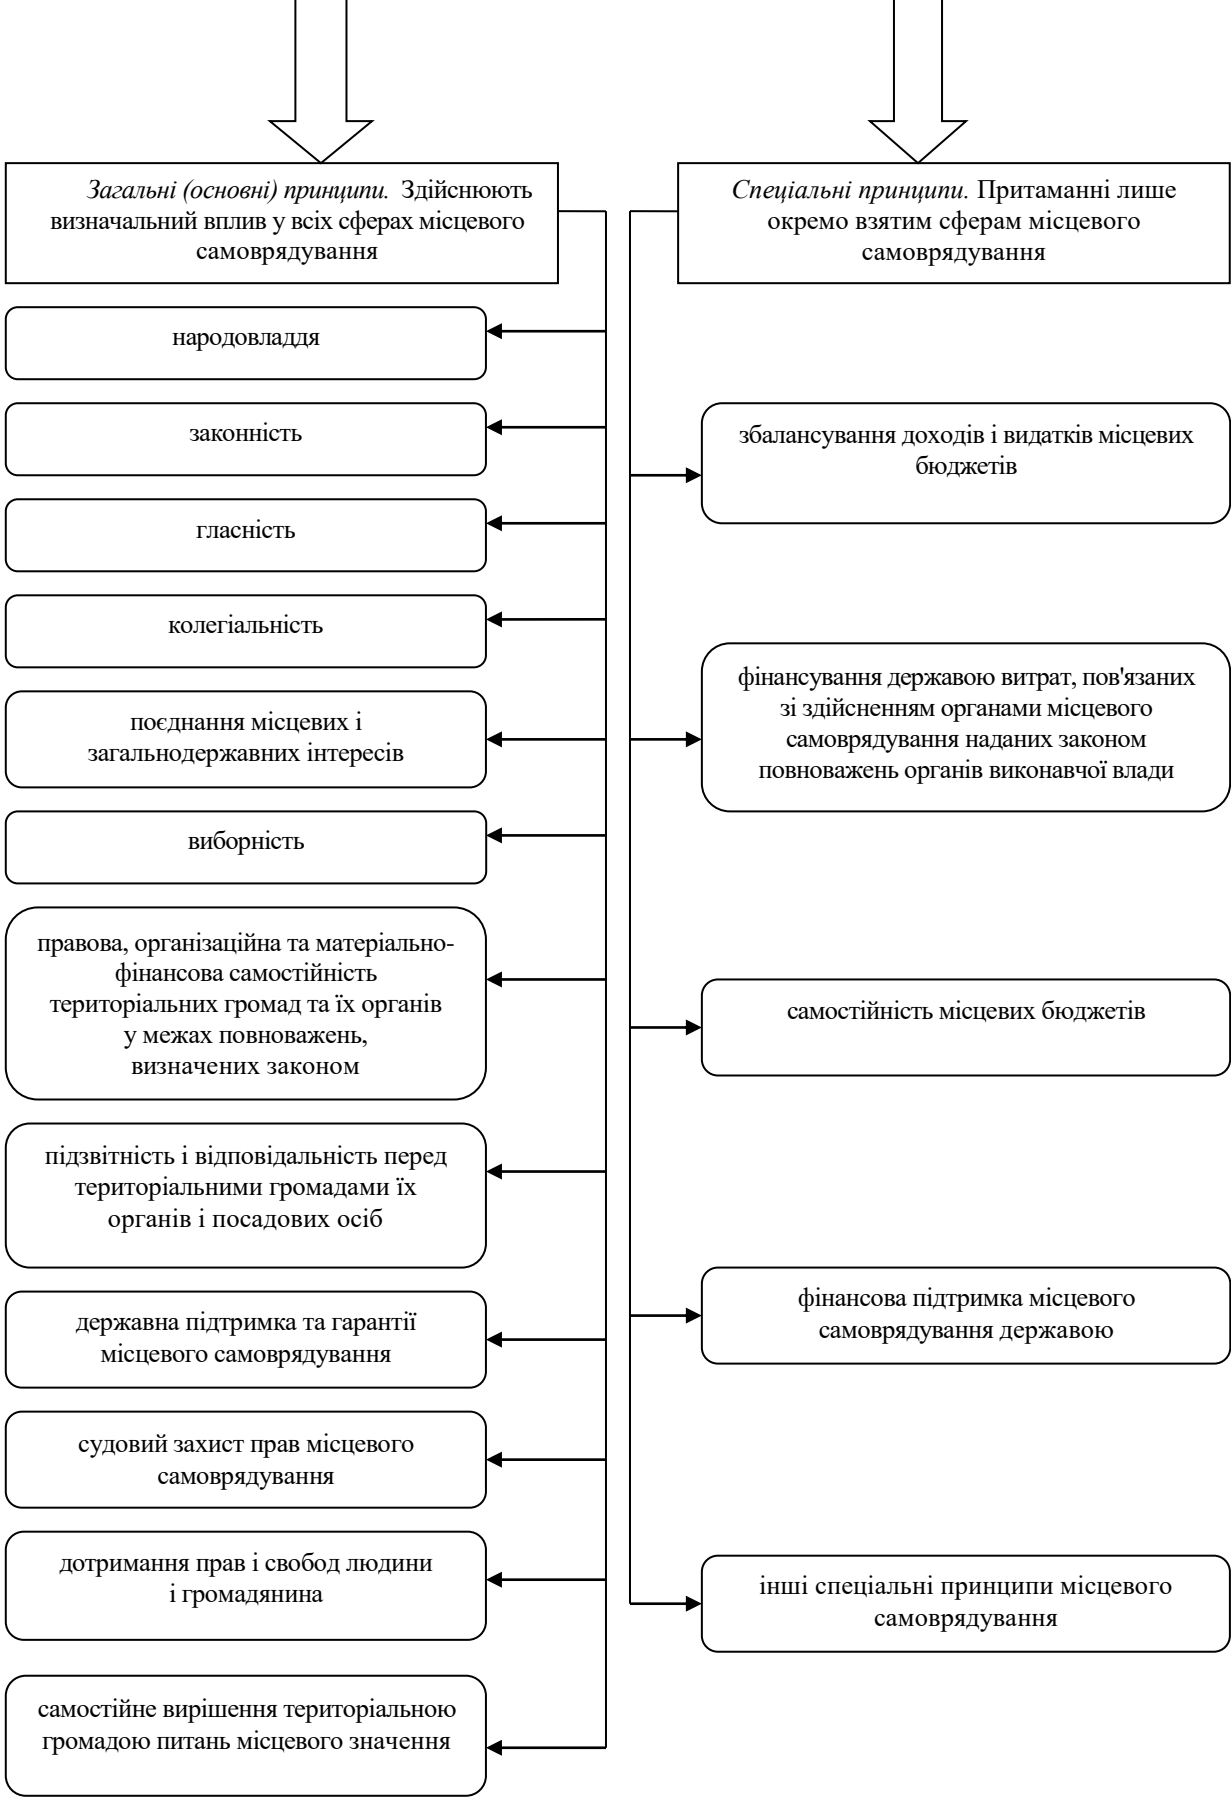 Загальні (основні) принципи. Здійснюють
визначальний вплив у всіх сферах місцевого
самоврядування
народовладдя
законність
гласність
колегіальність
поєднання місцевих і
загальнодержавних інтересів
виборність
правова, організаційна та матеріально-
фінансова самостійність
територіальних громад та їх органів
у межах повноважень,
визначених законом
підзвітність і відповідальність перед
територіальними громадами їх
органів і посадових осіб
державна підтримка та гарантії
місцевого самоврядування
судовий захист прав місцевого
самоврядування
дотримання прав і свобод людини
і громадянина
самостійне вирішення територіальною
громадою питань місцевого значення
Спеціальні принципи. Притаманні лише
окремо взятим сферам місцевого
самоврядування
збалансування доходів і видатків місцевих
бюджетів
фінансування державою витрат, пов'язаних
зі здійсненням органами місцевого
самоврядування наданих законом
повноважень органів виконавчої влади
самостійність місцевих бюджетів
фінансова підтримка місцевого
самоврядування державою
інші спеціальні принципи місцевого
самоврядування